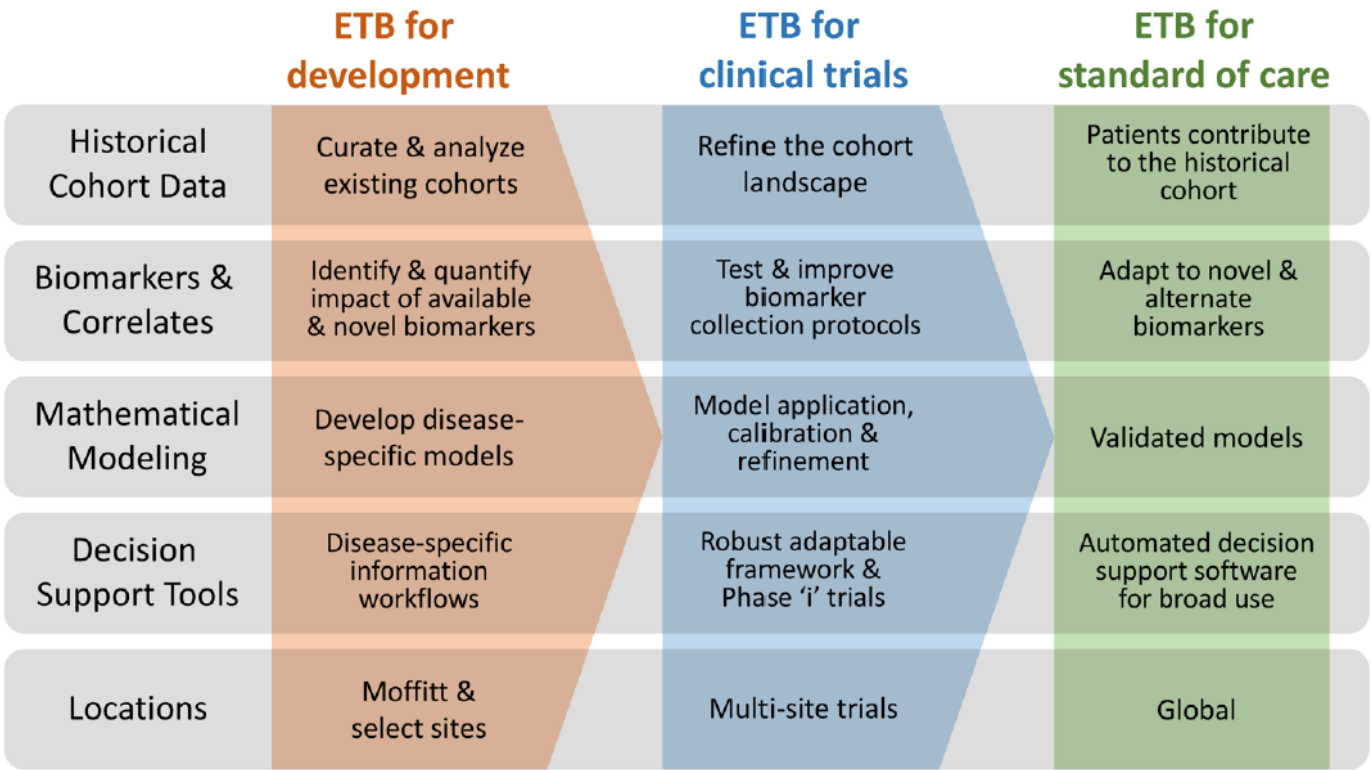 ETB for
development
ETB for
clinical trials
ETB for
standard of care
Historical
Cohort Data
Curate & analyze
existing cohorts
Refine the cohort
landscape
Patients contribute
to the historical
cohort
Biomarkers &
Correlates
Identify & quantify
impact of available
& novel biomarkers
Test & improve
biomarker
collection protocols
Adapt to novel &
alternate
biomarkers
Mathematical
Modeling
Develop disease-
specific models
Model application,
calibration &
refinement
Validated models
Decision
Support Tools
Disease-specific
information
workflows
Robust adaptable
framework &
Phase ‘i’ trials
Automated decision
support software
for broad use
Locations
Moffitt &
select sites
Multi-site trials
Global